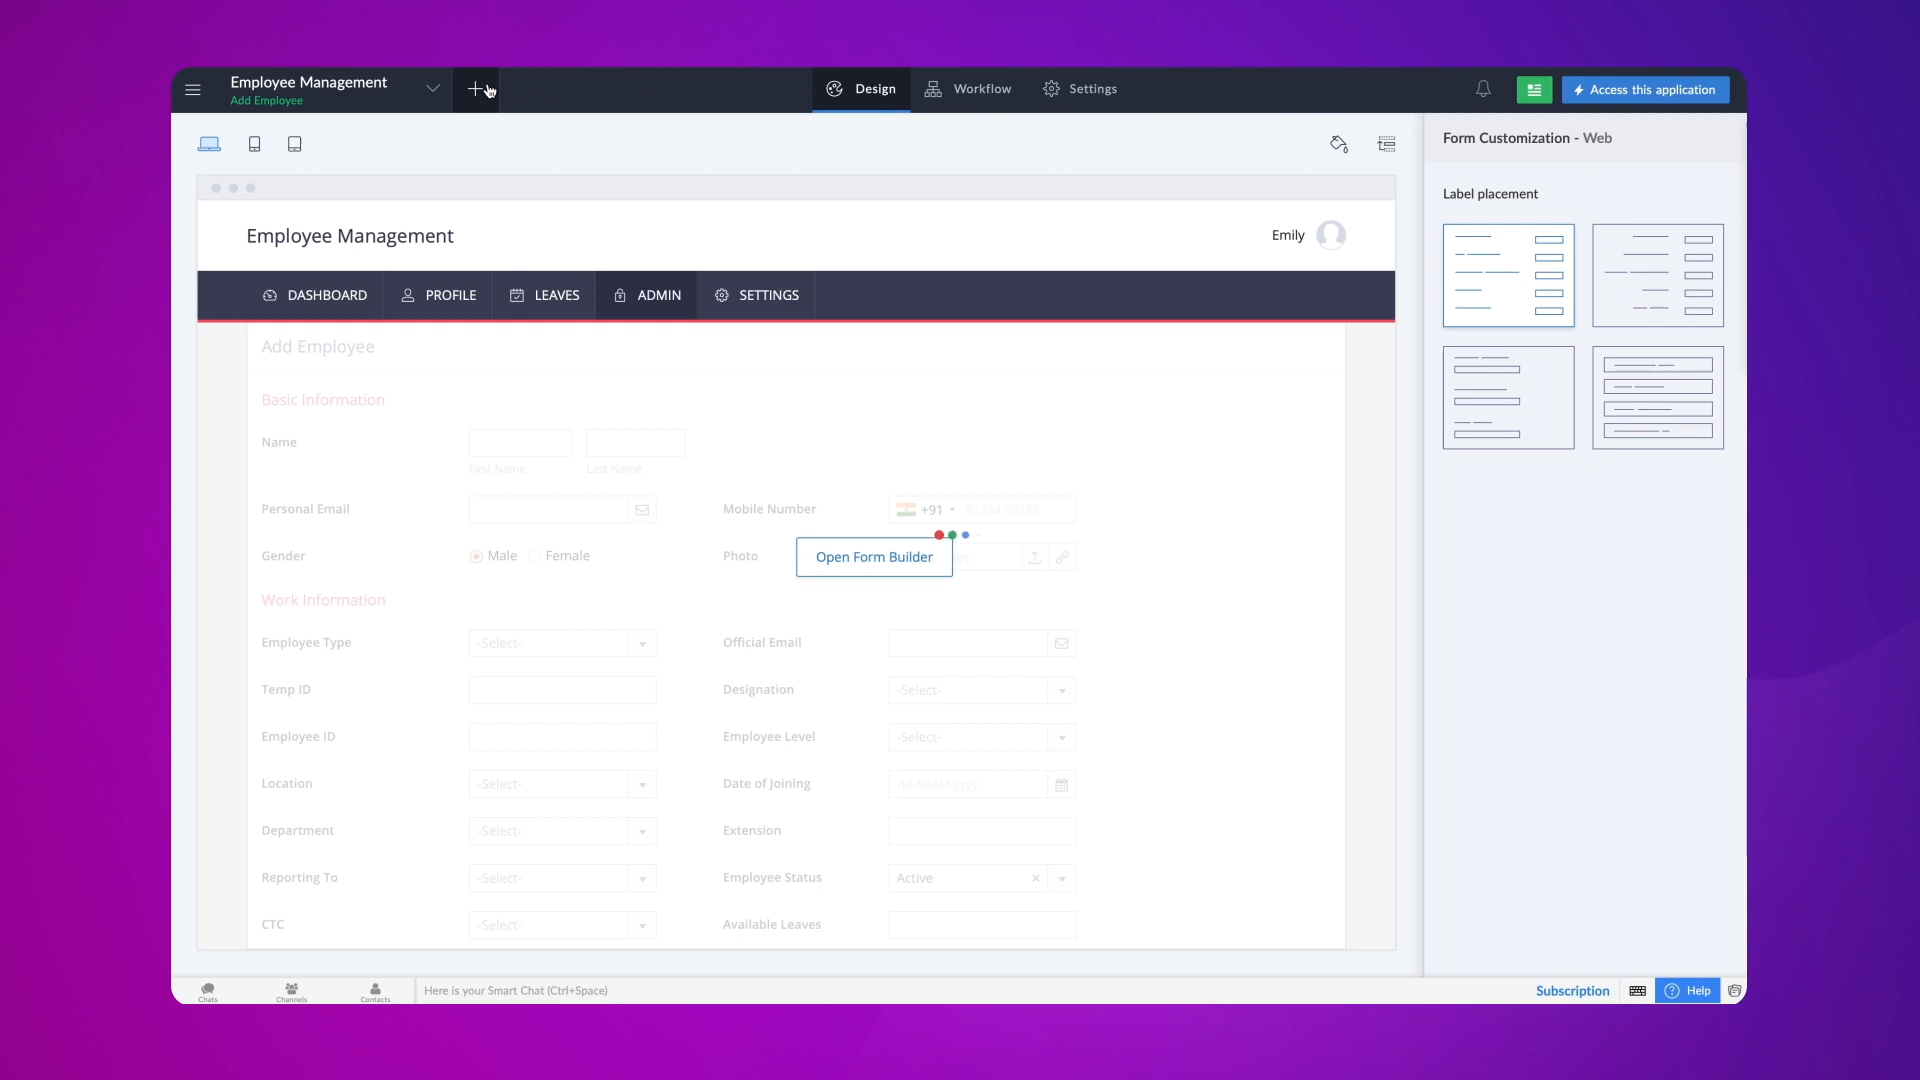 Employee Management
Add Employee
Design
Workflow
Settings
Access this application
Form Customization - Web
Label placement
Employee Management
Emily
DASHBOARD
PROFILE
LEAVES
ADMIN
SETTINGS
Add Employee
Basic Information
Name
First Name
Last Name
Personal Email
Mobile Number
+91
81234 56789
Gender
Male
Female
Photo
Open Form Builder
Work Information
Employee Type
-Select-
Official Email
Temp ID
Designation
-Select-
Employee ID
Employee Level
-Select-
Location
-Select-
Date of Joining
dd-MMM-yyyy
Department
-Select-
Extension
Reporting To
-Select-
Employee Status
Active
CTC
-Select-
Available Leaves
Chats
Channels
Contacts
Here is your Smart Chat (Ctrl+Space)
Subscription
Help